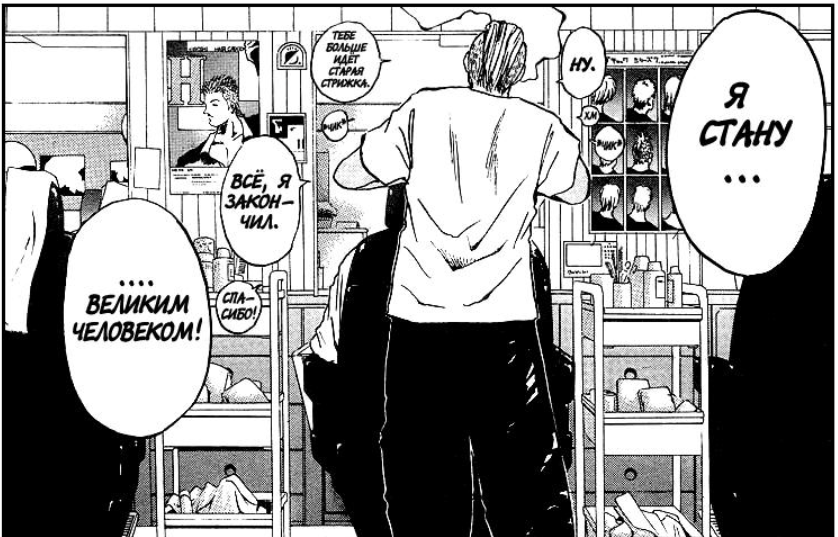 Я
СТАНУ
...
НУ.
ХМ
*ЧИК*
ТЕБЕ
БОЛЬШЕ
ИДЁТ
СТАРАЯ
СТРИЖКА.
*ЧИК*
ВСЁ, Я
ЗАКОН-
ЧИЛ.
СПА-
СИБО!
....
ВЕЛИКИМ
ЧЕЛОВЕКОМ!
H